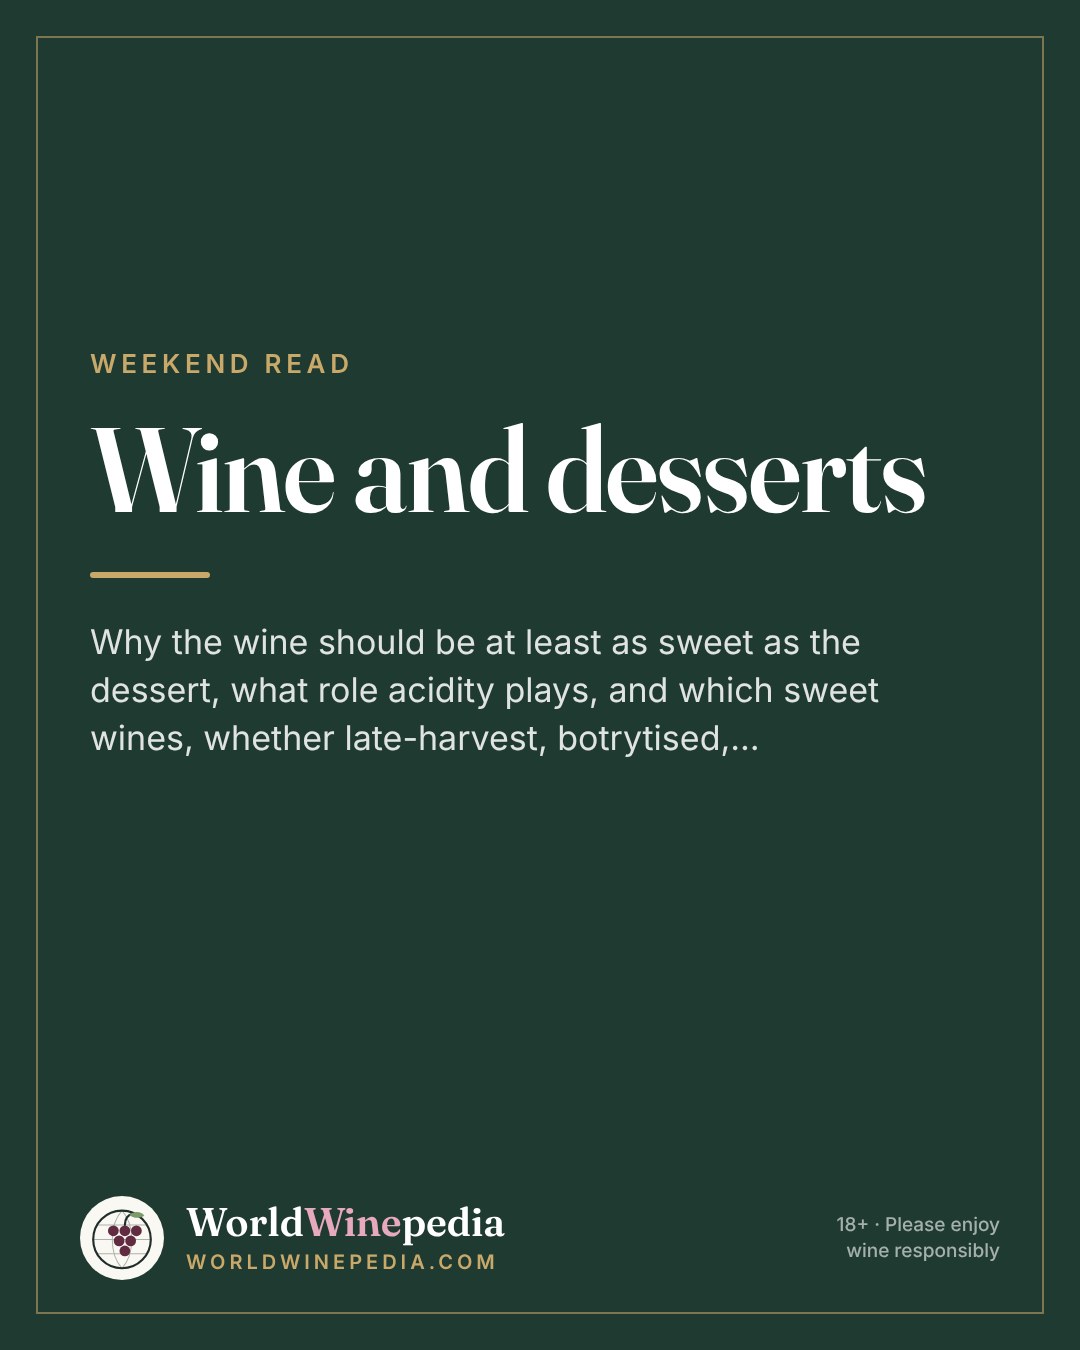 WEEKEND READ
Wine and desserts
Why the wine should be at least as sweet as the
dessert, what role acidity plays, and which sweet
wines, whether late-harvest, botrytised,...
WorldWinepedia
WORLDWINEPEDIA.COM
18+ · Please enjoy
wine responsibly